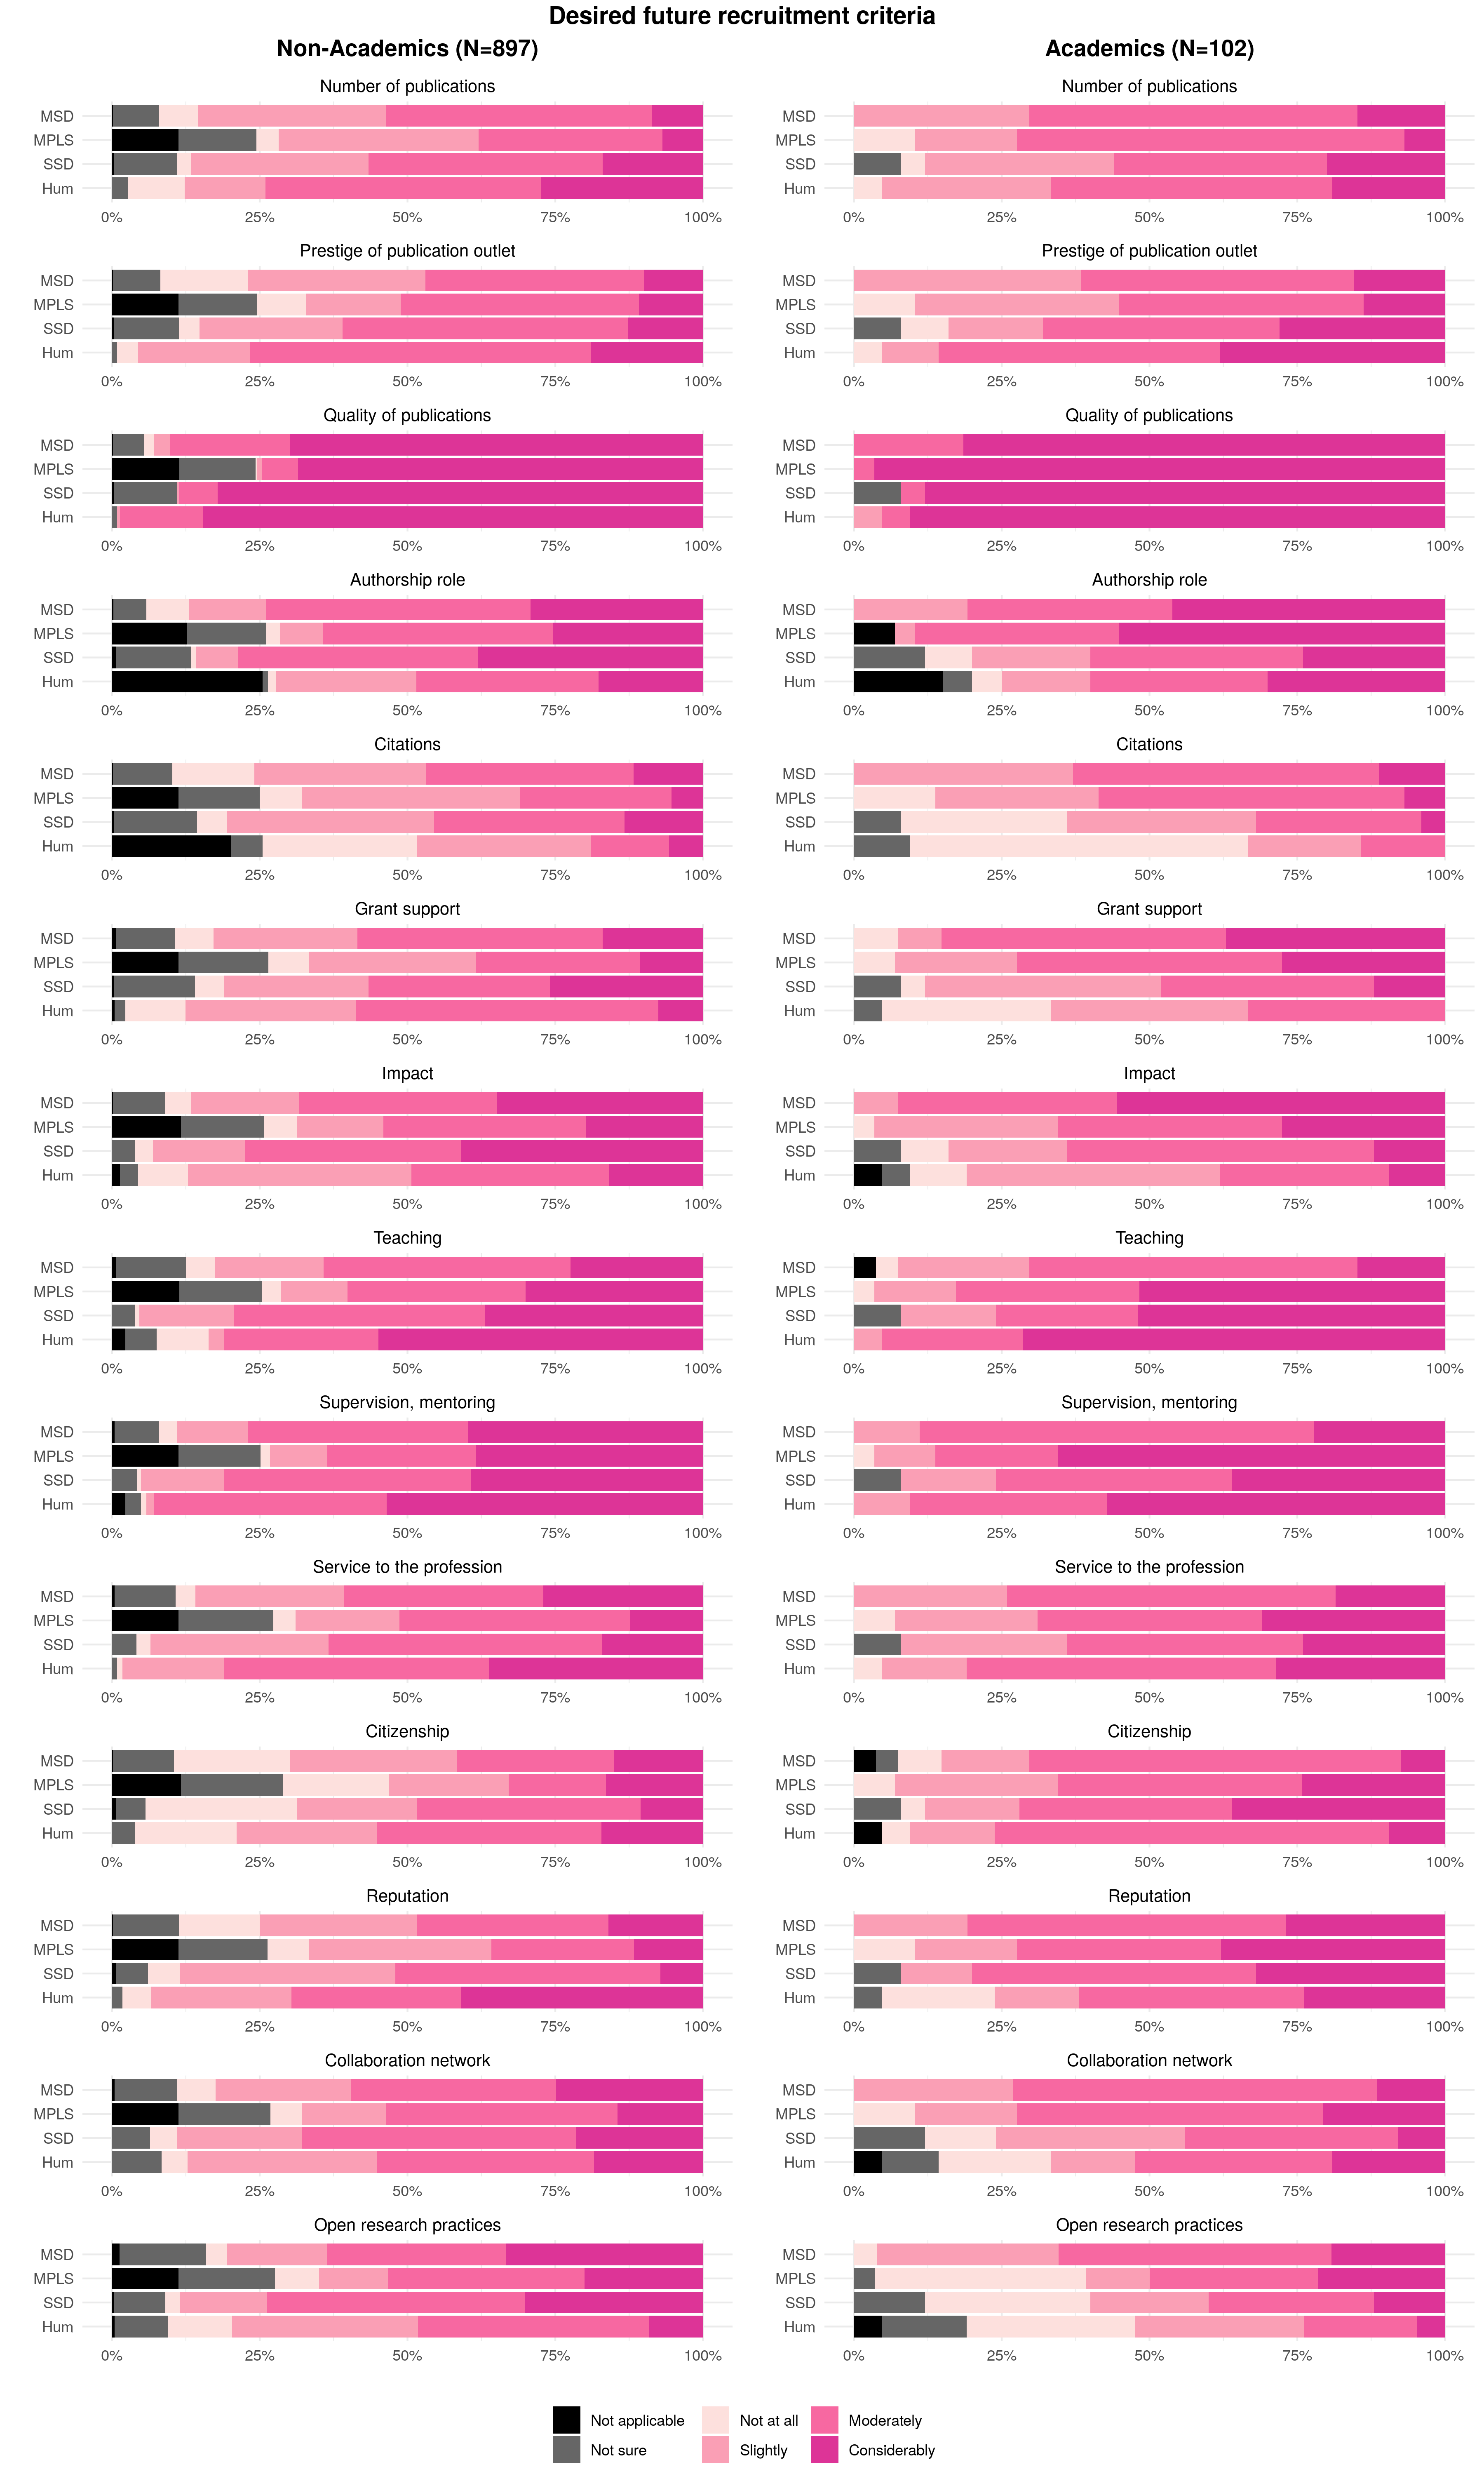 Desired future recruitment criteria
Non-Academics (N=897)
Academics (N=102)
Number of publications
Number of publications
MSD
MPLS
SSD
Hum
0% 25% 50% 75% 100%
MSD
MPLS
SSD
Hum
0% 25% 50% 75% 100%
Prestige of publication outlet
Prestige of publication outlet
MSD
MPLS
SSD
Hum
0% 25% 50% 75% 100%
MSD
MPLS
SSD
Hum
0% 25% 50% 75% 100%
Quality of publications
Quality of publications
MSD
MPLS
SSD
Hum
0% 25% 50% 75% 100%
MSD
MPLS
SSD
Hum
0% 25% 50% 75% 100%
Authorship role
Authorship role
MSD
MPLS
SSD
Hum
0% 25% 50% 75% 100%
MSD
MPLS
SSD
Hum
0% 25% 50% 75% 100%
Citations
Citations
MSD
MPLS
SSD
Hum
0% 25% 50% 75% 100%
MSD
MPLS
SSD
Hum
0% 25% 50% 75% 100%
Grant support
Grant support
MSD
MPLS
SSD
Hum
0% 25% 50% 75% 100%
MSD
MPLS
SSD
Hum
0% 25% 50% 75% 100%
Impact
Impact
MSD
MPLS
SSD
Hum
0% 25% 50% 75% 100%
MSD
MPLS
SSD
Hum
0% 25% 50% 75% 100%
Teaching
Teaching
MSD
MPLS
SSD
Hum
0% 25% 50% 75% 100%
MSD
MPLS
SSD
Hum
0% 25% 50% 75% 100%
Supervision, mentoring
Supervision, mentoring
MSD
MPLS
SSD
Hum
0% 25% 50% 75% 100%
MSD
MPLS
SSD
Hum
0% 25% 50% 75% 100%
Service to the profession
Service to the profession
MSD
MPLS
SSD
Hum
0% 25% 50% 75% 100%
MSD
MPLS
SSD
Hum
0% 25% 50% 75% 100%
Citizenship
Citizenship
MSD
MPLS
SSD
Hum
0% 25% 50% 75% 100%
MSD
MPLS
SSD
Hum
0% 25% 50% 75% 100%
Reputation
Reputation
MSD
MPLS
SSD
Hum
0% 25% 50% 75% 100%
MSD
MPLS
SSD
Hum
0% 25% 50% 75% 100%
Collaboration network
Collaboration network
MSD
MPLS
SSD
Hum
0% 25% 50% 75% 100%
MSD
MPLS
SSD
Hum
0% 25% 50% 75% 100%
Open research practices
Open research practices
MSD
MPLS
SSD
Hum
0% 25% 50% 75% 100%
MSD
MPLS
SSD
Hum
0% 25% 50% 75% 100%
Not applicable Not at all Moderately
Not sure Slightly Considerably